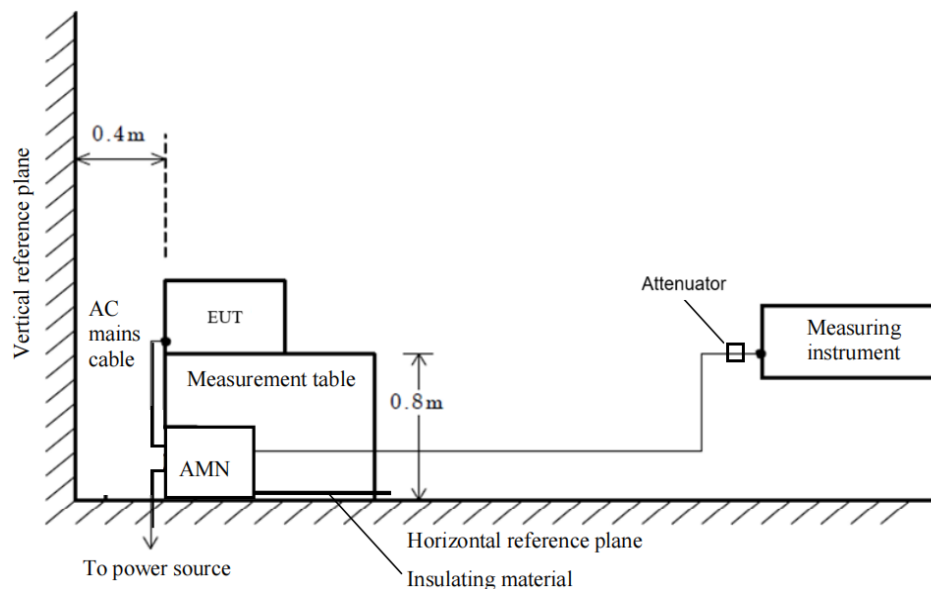 Vertical reference plane
0.4m
AC
mains
cable
EUT
Measurement table
0.8m
AMN
Attenuator
Measuring
instrument
Horizontal reference plane
To power source
Insulating material